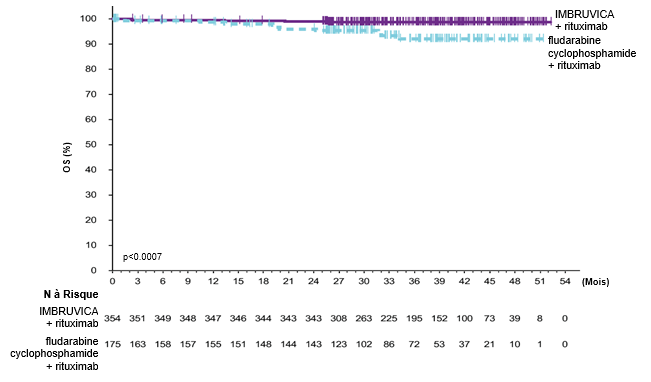 100
90
80
70
60
50
40
30
20
10
0
OS (%)
IMBRUVICA
+ rituximab
fludarabine
cyclophosphamide
+ rituximab
p<0.0007
0 3 6 9 12 15 18 21 24 27 30 33 36 39 42 45 48 51 54 (Mois)
N à Risque
IMBRUVICA
+ rituximab
354 351 349 348 347 346 344 343 343 308 263 225 195 152 100 73 39 8 0
fludarabine
cyclophosphamide
+ rituximab
175 163 158 157 155 151 148 144 143 123 102 86 72 53 37 21 10 1 0